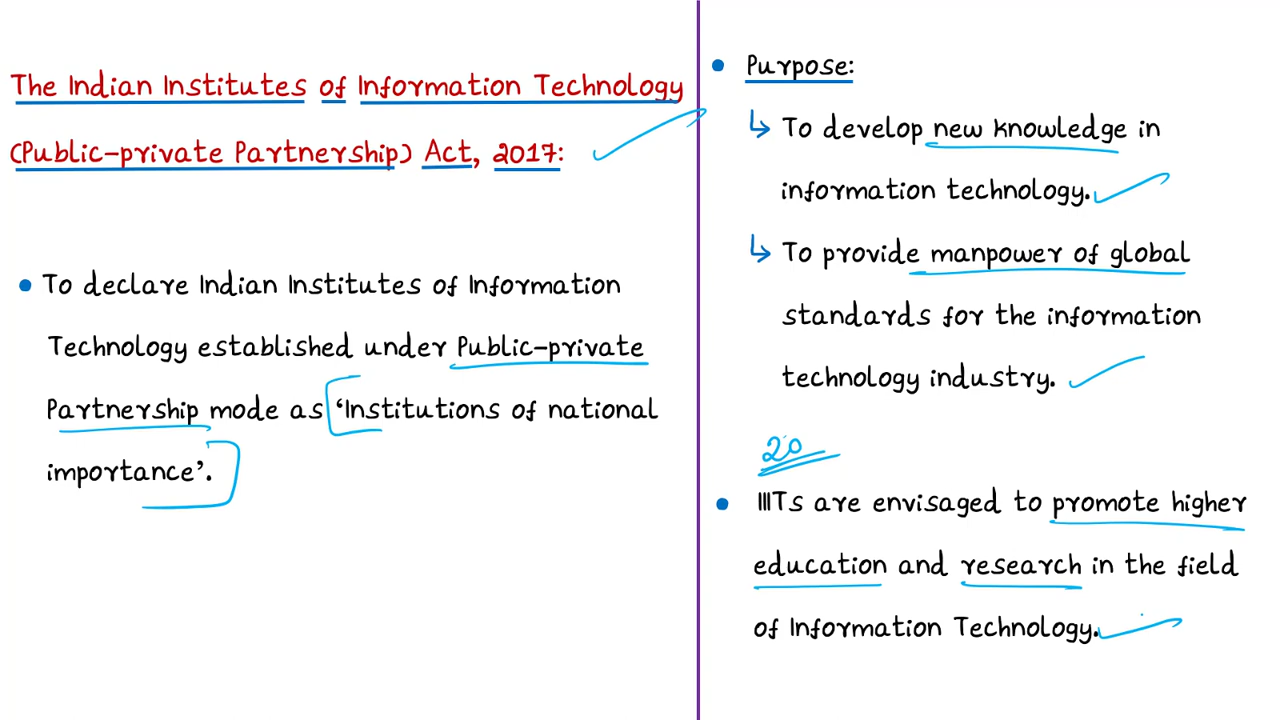 The Indian Institutes of Information Technology
(Public-private Partnership) Act, 2017:
• To declare Indian Institutes of Information
Technology established under Public-private
Partnership mode as ‘Institutions of national
importance’.
• Purpose:
↳ To develop new knowledge in
information technology.
↳ To provide manpower of global
standards for the information
technology industry.
20
• IIITs are envisaged to promote higher
education and research in the field
of Information Technology.